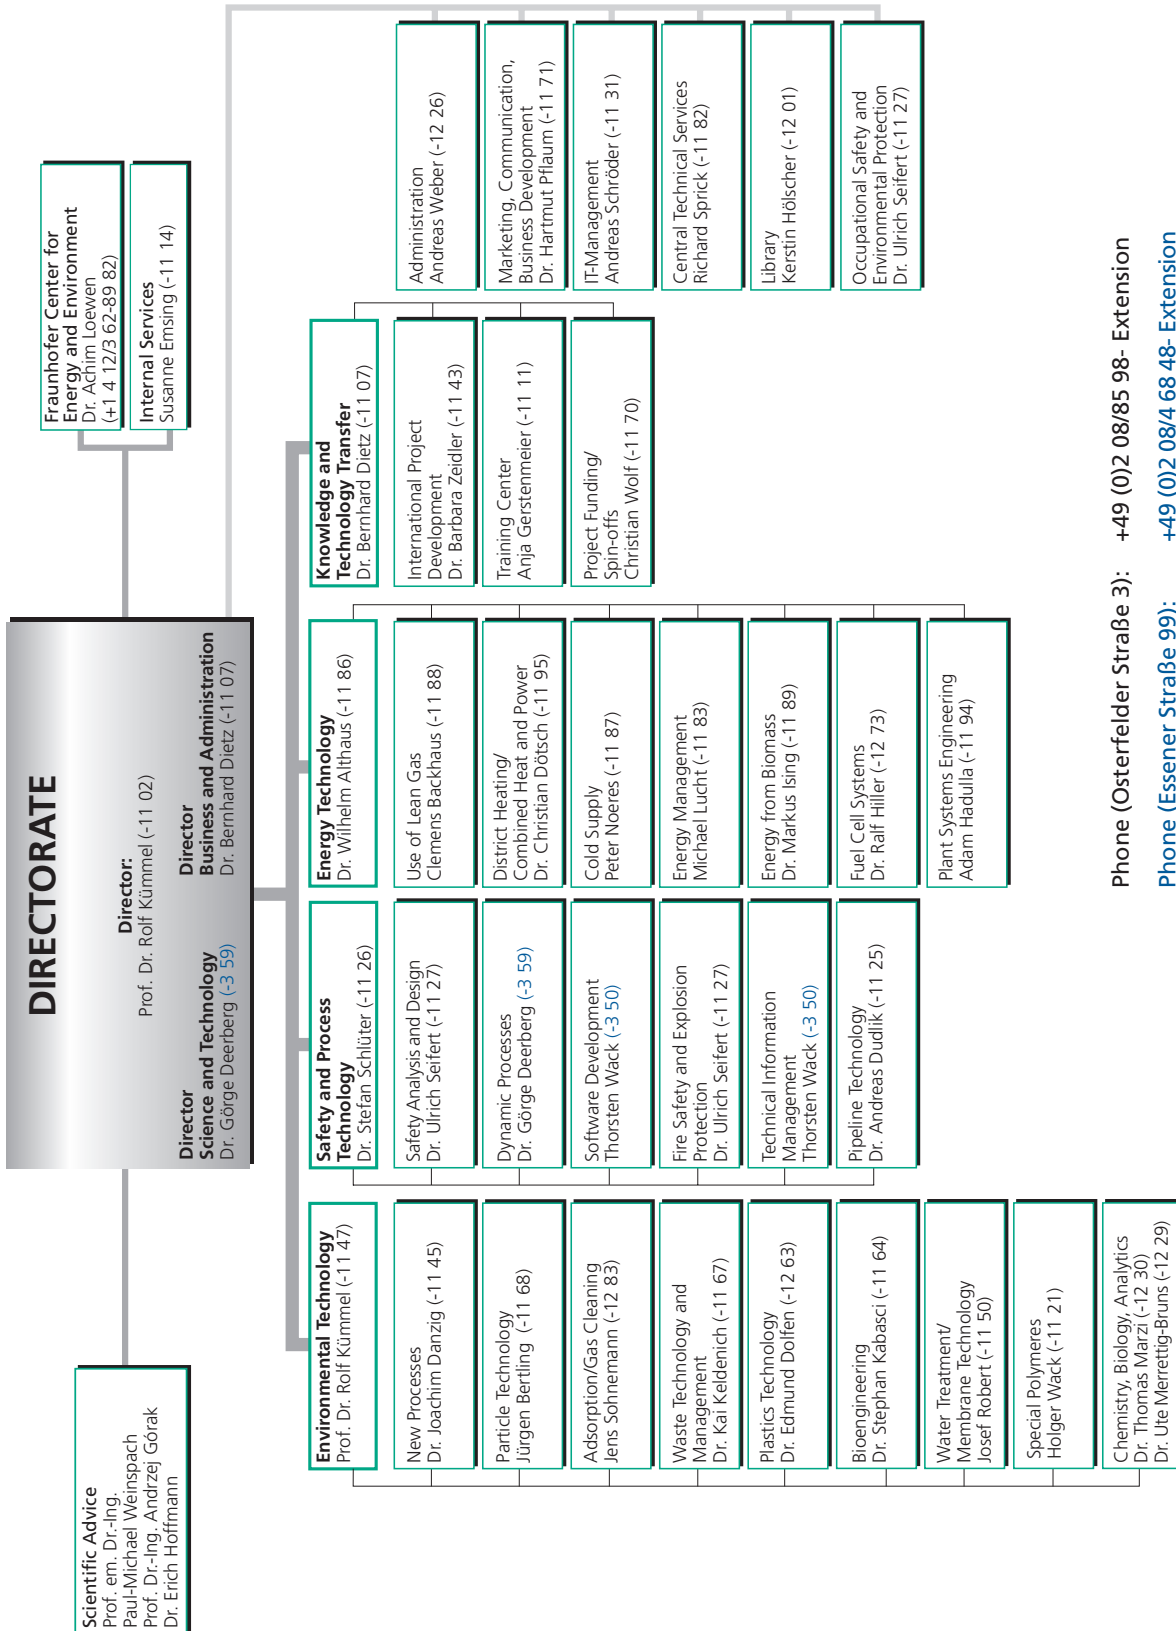 DIRECTORATE
Director:
Prof. Dr. Rolf Kümmel (-11 02)
Director
Science and Technology
Dr. Görge Deerberg (-3 59)
Director
Business and Administration
Dr. Bernhard Dietz (-11 07)
Scientific Advice
Prof. em. Dr.-Ing.
Paul-Michael Weinspach
Prof. Dr.-Ing. Andrzej Górak
Dr. Erich Hoffmann
Fraunhofer Center for
Energy and Environment
Dr. Achim Loewen
(+1 4 12/3 62-89 82)
Internal Services
Susanne Emsing (-11 14)
Environmental Technology
Prof. Dr. Rolf Kümmel (-11 47)
New Processes
Dr. Joachim Danzig (-11 45)
Particle Technology
Jürgen Bertling (-11 68)
Adsorption/Gas Cleaning
Jens Sohnemann (-12 83)
Waste Technology and
Management
Dr. Kai Keldenich (-11 67)
Plastics Technology
Dr. Edmund Dolfen (-12 63)
Bioengineering
Dr. Stephan Kabasci (-11 64)
Water Treatment/
Membrane Technology
Josef Robert (-11 50)
Special Polymeres
Holger Wack (-11 21)
Chemistry, Biology, Analytics
Dr. Thomas Marzi (-12 30)
Dr. Ute Merrettig-Bruns (-12 29)
Safety and Process
Technology
Dr. Stefan Schlüter (-11 26)
Safety Analysis and Design
Dr. Ulrich Seifert (-11 27)
Dynamic Processes
Dr. Görge Deerberg (-3 59)
Software Development
Thorsten Wack (-3 50)
Fire Safety and Explosion
Protection
Dr. Ulrich Seifert (-11 27)
Technical Information
Management
Thorsten Wack (-3 50)
Pipeline Technology
Dr. Andreas Dudlik (-11 25)
Energy Technology
Dr. Wilhelm Althaus (-11 86)
Use of Lean Gas
Clemens Backhaus (-11 88)
District Heating/
Combined Heat and Power
Dr. Christian Dötsch (-11 95)
Cold Supply
Peter Noeres (-11 87)
Energy Management
Michael Lucht (-11 83)
Energy from Biomass
Dr. Markus Ising (-11 89)
Fuel Cell Systems
Dr. Ralf Hiller (-12 73)
Plant Systems Engineering
Adam Hadulla (-11 94)
Knowledge and
Technology Transfer
Dr. Bernhard Dietz (-11 07)
International Project
Development
Dr. Barbara Zeidler (-11 43)
Training Center
Anja Gerstenmeier (-11 11)
Project Funding/
Spin-offs
Christian Wolf (-11 70)
Administration
Andreas Weber (-12 26)
Marketing, Communication,
Business Development
Dr. Hartmut Pflaum (-11 71)
IT-Management
Andreas Schröder (-11 31)
Central Technical Services
Richard Sprick (-11 82)
Library
Kerstin Hölscher (-12 01)
Occupational Safety and
Environmental Protection
Dr. Ulrich Seifert (-11 27)
Phone (Osterfelder Straße 3): +49 (0)2 08/85 98- Extension
Phone (Essener Straße 99): +49 (0)2 08/4 68 48- Extension